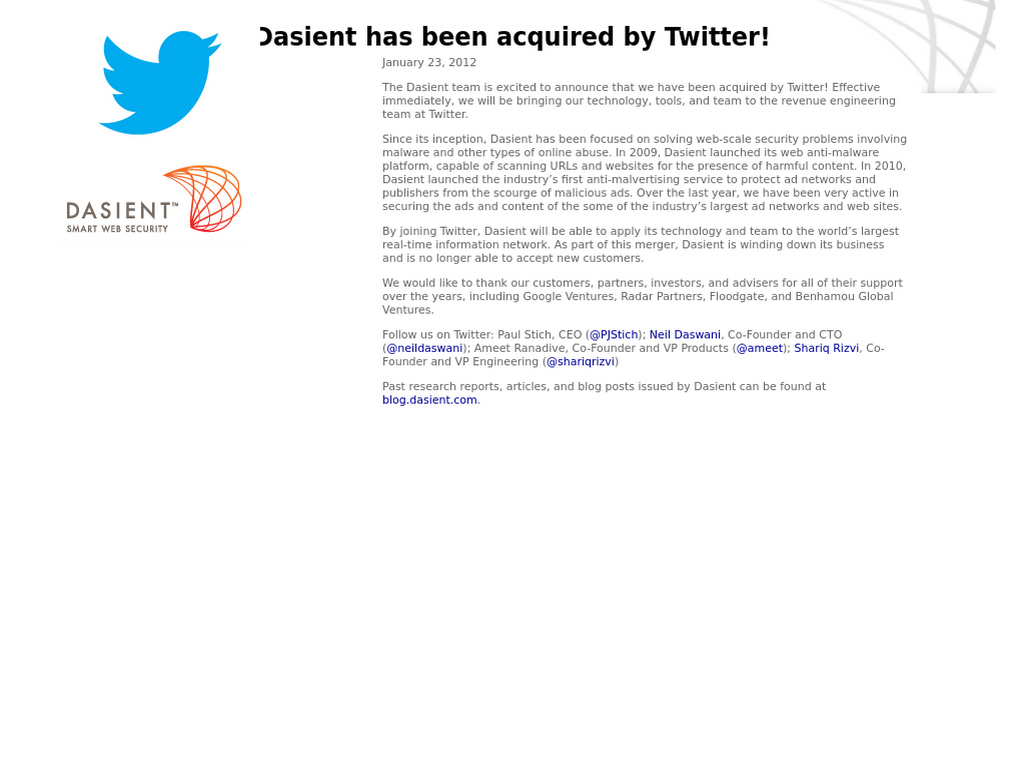 Dasient has been acquired by Twitter!
January 23, 2012
The Dasient team is excited to announce that we have been acquired by Twitter! Effective
immediately, we will be bringing our technology, tools, and team to the revenue engineering
team at Twitter.
Since its inception, Dasient has been focused on solving web-scale security problems involving
malware and other types of online abuse. In 2009, Dasient launched its web anti-malware
platform, capable of scanning URLs and websites for the presence of harmful content. In 2010,
Dasient launched the industry’s first anti-malvertising service to protect ad networks and
publishers from the scourge of malicious ads. Over the last year, we have been very active in
securing the ads and content of the some of the industry’s largest ad networks and web sites.
By joining Twitter, Dasient will be able to apply its technology and team to the world’s largest
real-time information network. As part of this merger, Dasient is winding down its business
and is no longer able to accept new customers.
We would like to thank our customers, partners, investors, and advisers for all of their support
over the years, including Google Ventures, Radar Partners, Floodgate, and Benhamou Global
Ventures.
Follow us on Twitter: Paul Stich, CEO (@PJStich); Neil Daswani, Co-Founder and CTO
(@neildaswani); Ameet Ranadive, Co-Founder and VP Products (@ameet); Shariq Rizvi, Co-
Founder and VP Engineering (@shariqrizvi)
Past research reports, articles, and blog posts issued by Dasient can be found at
blog.dasient.com.
DASIENT™
SMART WEB SECURITY